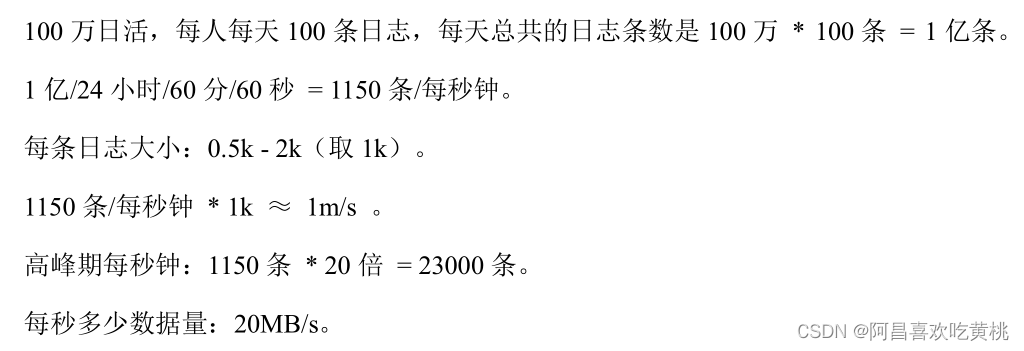 100 万日活，每人每天 100 条日志，每天总共的日志条数是 100 万 * 100 条 = 1 亿条。
1 亿/24 小时/60 分/60 秒 = 1150 条/每秒钟。
每条日志大小：0.5k - 2k（取 1k）。
1150 条/每秒钟 * 1k ≈ 1m/s 。
高峰期每秒钟：1150 条 * 20 倍 = 23000 条。
每秒多少数据量：20MB/s。
CSDN @阿昌喜欢吃黄桃